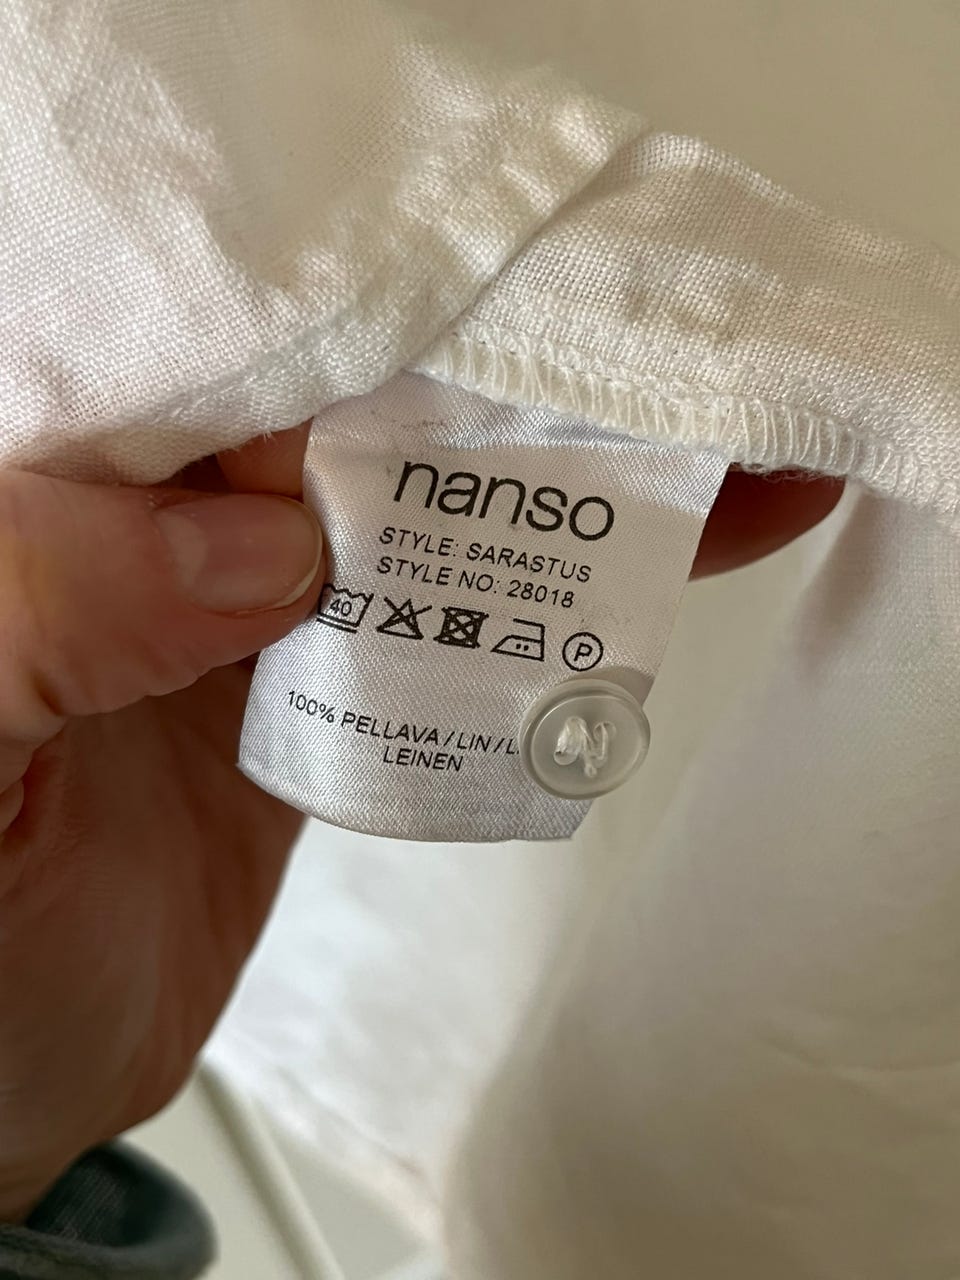 nanso
STYLE: SARASTUS
STYLE NO: 28018
40
P
100% PELLAVA/LIN/
LEINEN